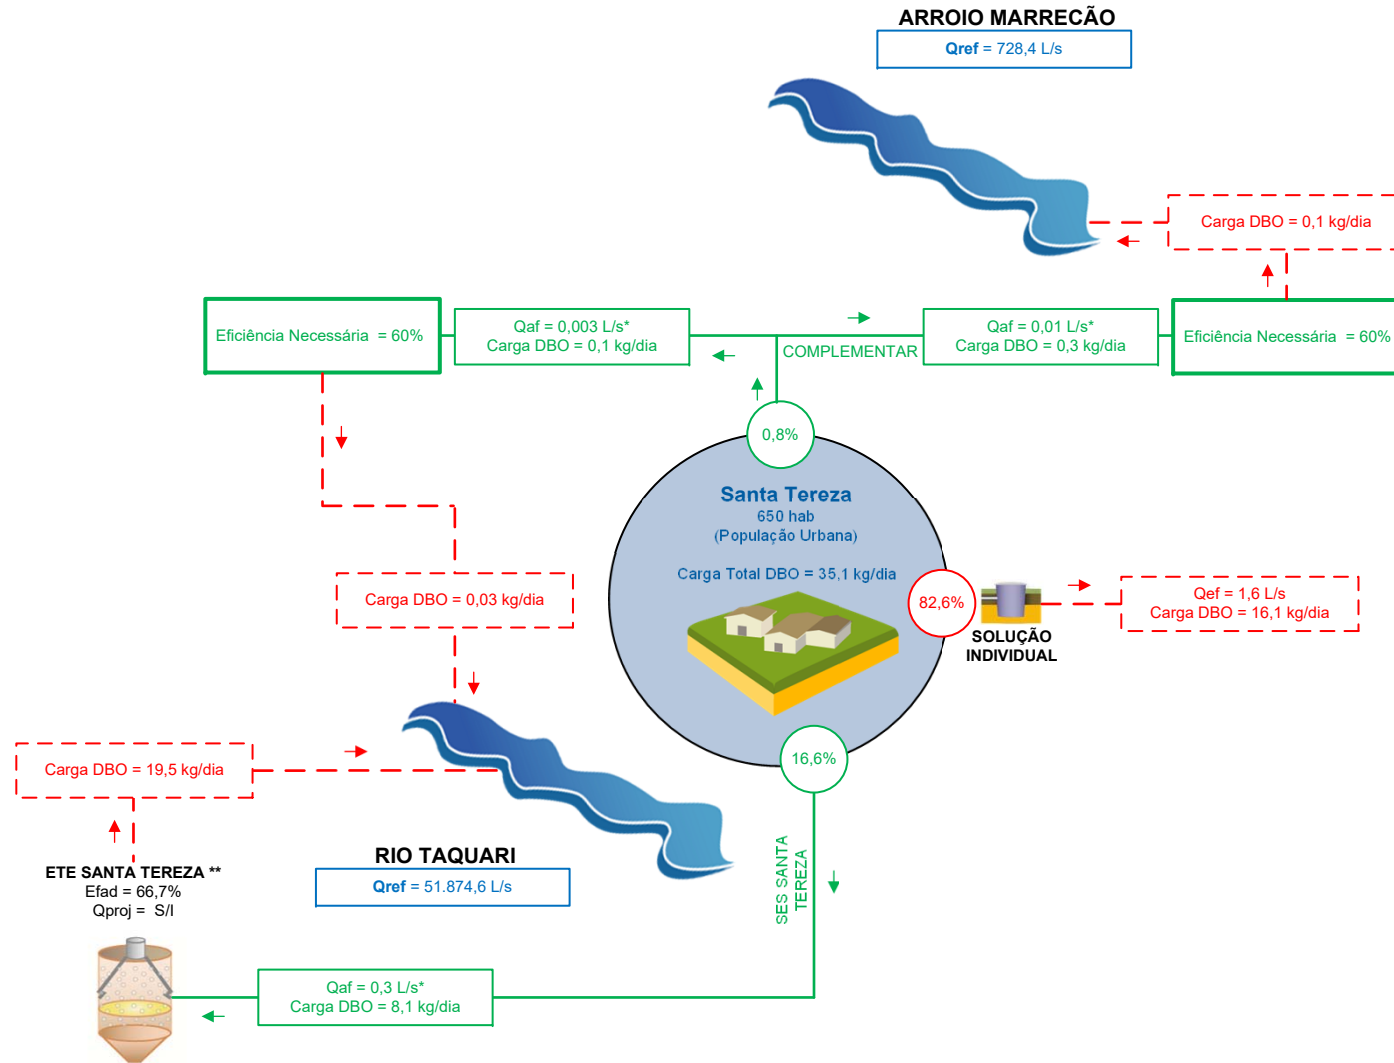 ARROIO MARRECÃO
Qref = 728,4 L/s
Carga DBO = 0,1 kg/dia
Eficiência Necessária = 60%
Qaf = 0,003 L/s*
Carga DBO = 0,1 kg/dia
COMPLEMENTAR
Qaf = 0,01 L/s*
Carga DBO = 0,3 kg/dia
Eficiência Necessária = 60%
0,8%
Santa Tereza
650 hab
(População Urbana)
Carga Total DBO = 35,1 kg/dia
82,6%
SOLUÇÃO
INDIVIDUAL
Qef = 1,6 L/s
Carga DBO = 16,1 kg/dia
Carga DBO = 0,03 kg/dia
16,6%
Carga DBO = 19,5 kg/dia
RIO TAQUARI
Qref = 51.874,6 L/s
SES SANTA
TEREZA
ETE SANTA TEREZA **
Efad = 66,7%
Qproj = S/I
Qaf = 0,3 L/s*
Carga DBO = 8,1 kg/dia